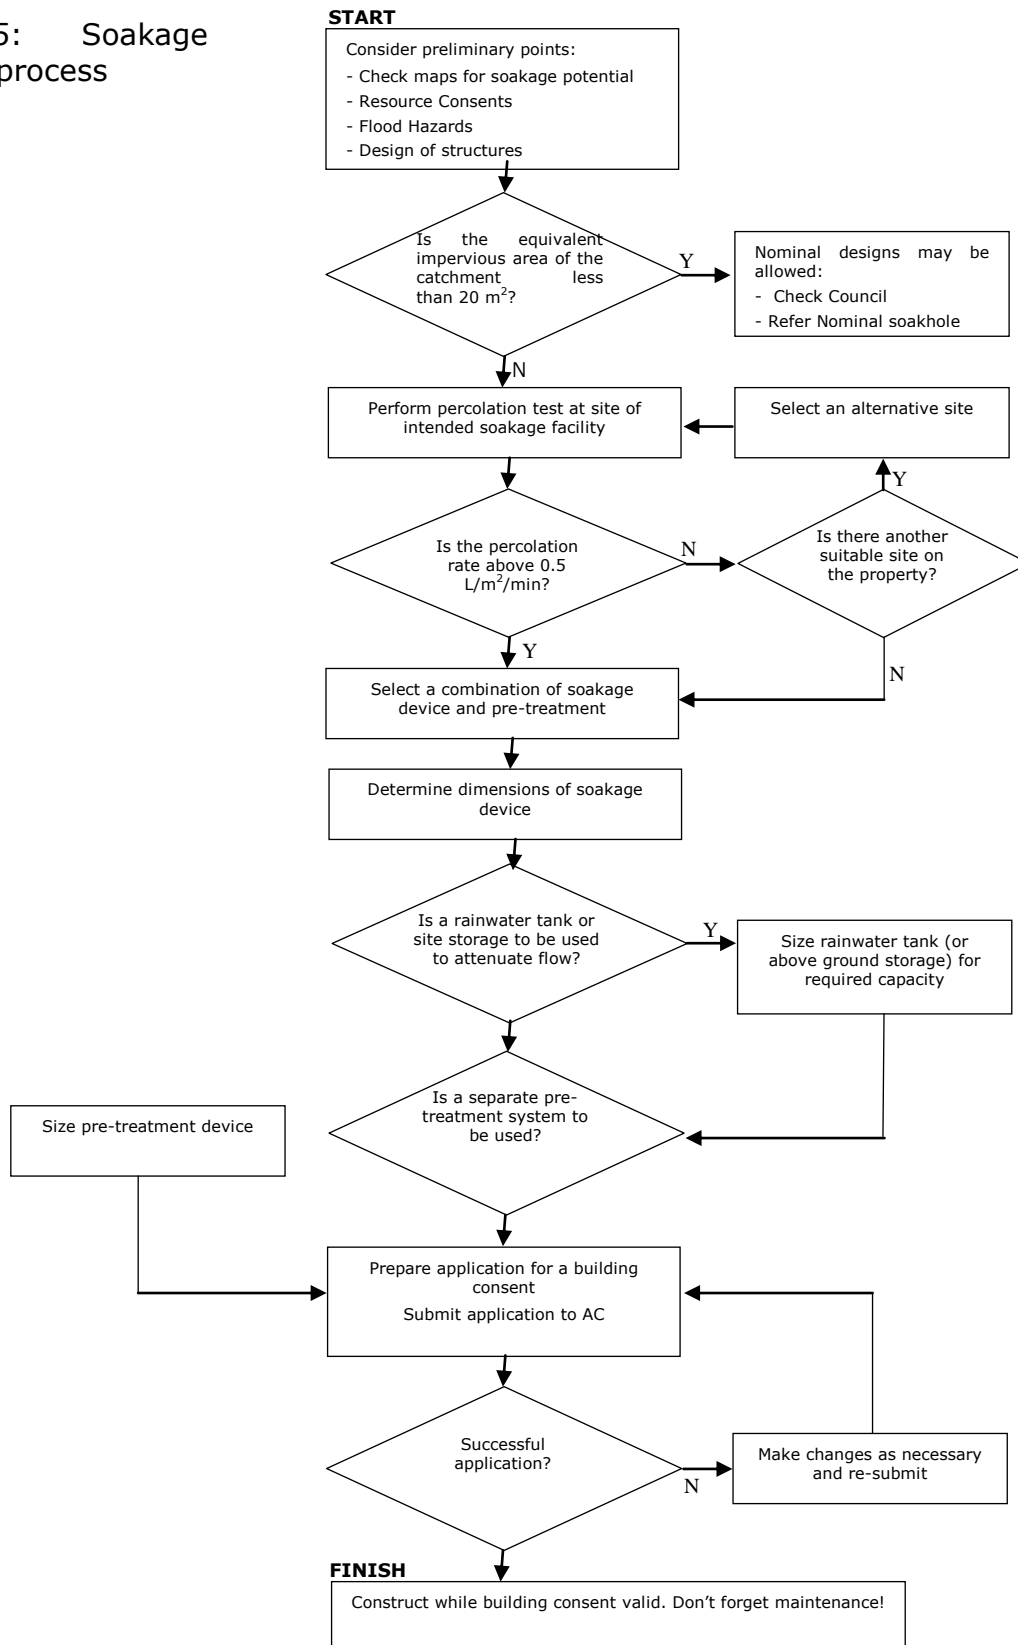 5: Soakage
process
START
Consider preliminary points:
- Check maps for soakage potential
- Resource Consents
- Flood Hazards
- Design of structures
Is the equivalent
impervious area of the
catchment less
than 20 m²?
Y
Nominal designs may be
allowed:
- Check Council
- Refer Nominal soakhole
N
Perform percolation test at site of
intended soakage facility
Select an alternative site
Y
Is the percolation
rate above 0.5
L/m²/min?
N
Is there another
suitable site on
the property?
Y
N
Select a combination of soakage
device and pre-treatment
Determine dimensions of soakage
device
Is a rainwater tank or
site storage to be used
to attenuate flow?
Y
Size rainwater tank (or
above ground storage) for
required capacity
Is a separate pre-
treatment system to
be used?
Size pre-treatment device
Prepare application for a building
consent
Submit application to AC
Successful
application?
N
Make changes as necessary
and re-submit
FINISH
Construct while building consent valid. Don't forget maintenance!